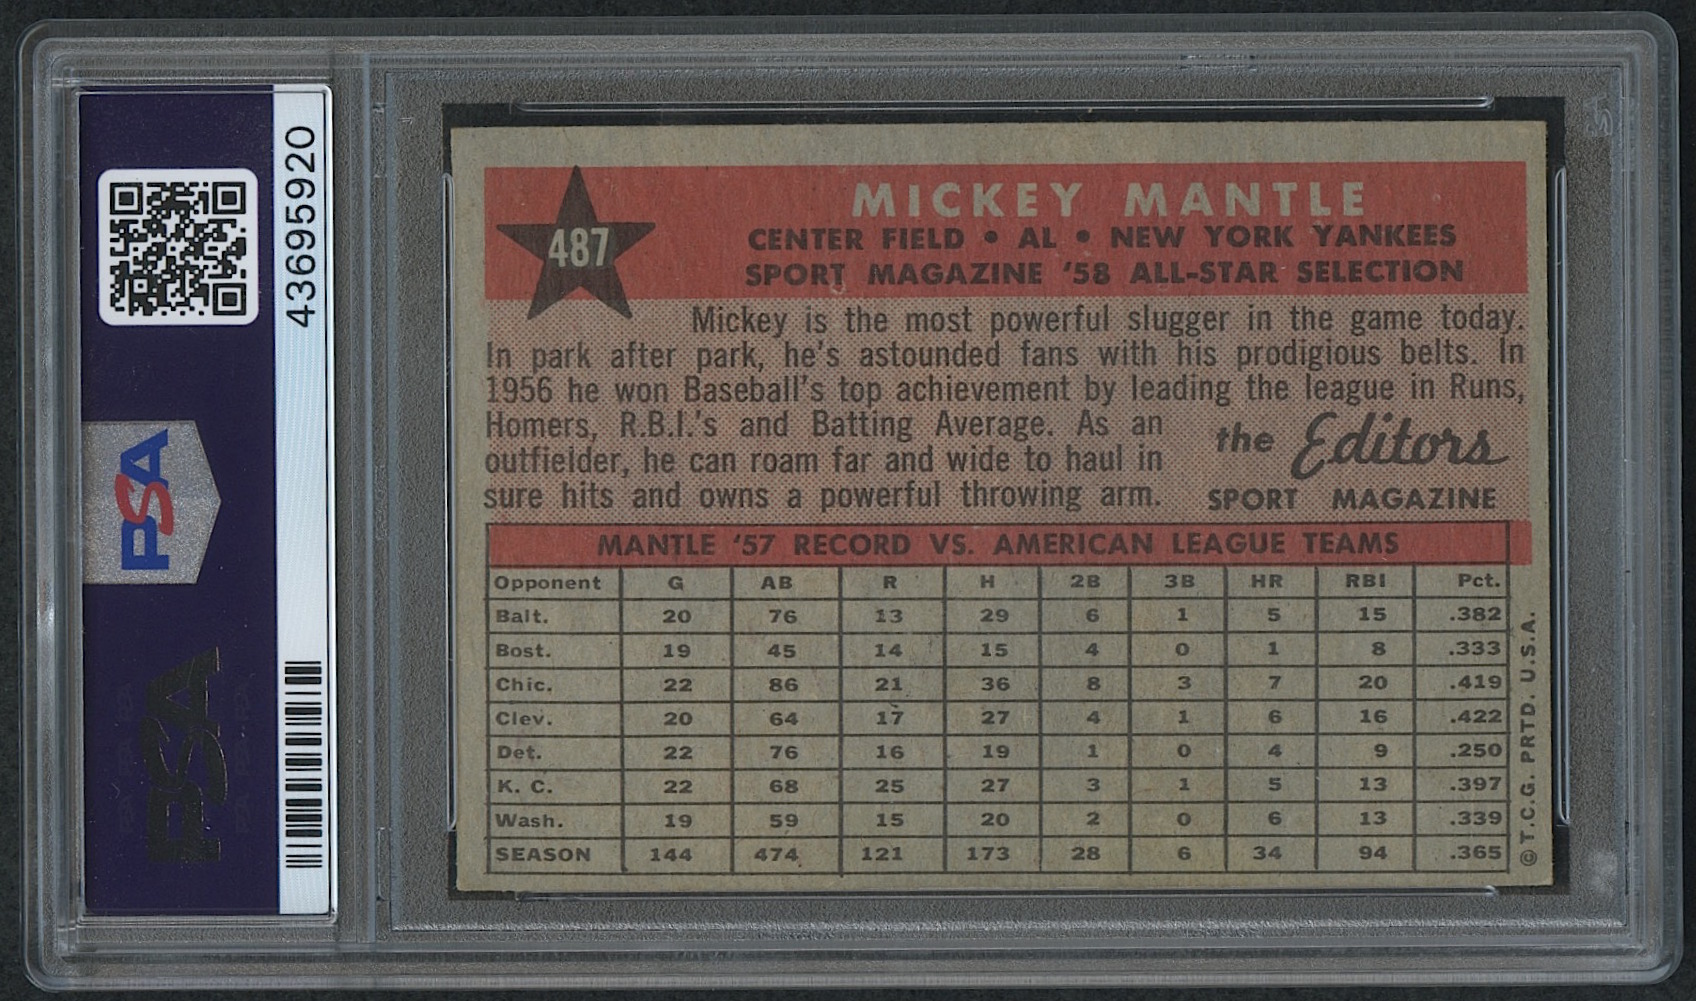 43695920
PSA
PSA
487
MICKEY MANTLE
CENTER FIELD • AL • NEW YORK YANKEES
SPORT MAGAZINE '58 ALL-STAR SELECTION
Mickey is the most powerful slugger in the game today.
In park after park, he's astounded fans with his prodigious belts. In
1956 he won Baseball's top achievement by leading the league in Runs,
Homers, R.B.I.'s and Batting Average. As an
outfielder, he can roam far and wide to haul in
sure hits and owns a powerful throwing arm.
the Editors
SPORT MAGAZINE
MANTLE '57 RECORD VS. AMERICAN LEAGUE TEAMS
Opponent G AB R H 2B 3B HR RBI Pct.
Balt. 20 76 13 29 6 1 5 15 .382
Bost. 19 45 14 15 4 0 1 8 .333
Chic. 22 86 21 36 8 3 7 20 .419
Clev. 20 64 17 27 4 1 6 16 .422
Det. 22 76 16 19 1 0 4 9 .250
K. C. 22 68 25 27 3 1 5 13 .397
Wash. 19 59 15 20 2 0 6 13 .339
SEASON 144 474 121 173 28 6 34 94 .365
© T.C.G. PRTD. U.S.A.